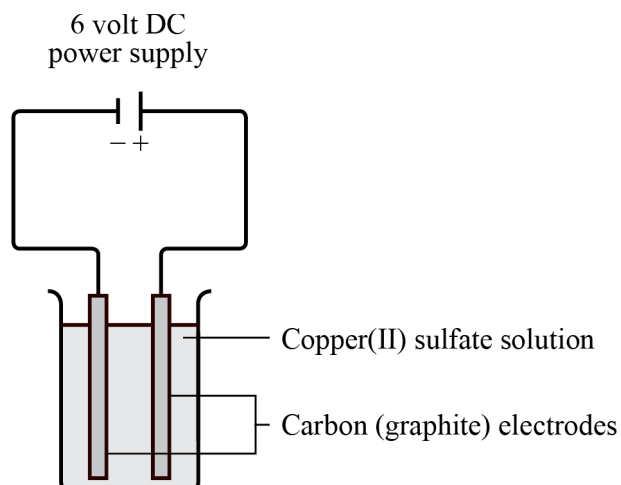 6 volt DC
power supply
− +
Copper(II) sulfate solution
Carbon (graphite) electrodes